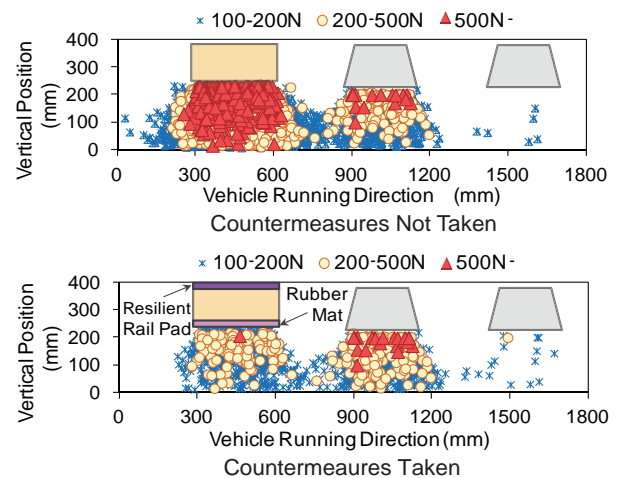 100-200N 200-500N 500N-
Vertical Position
(mm)
400
300
200
100
0
0 300 600 900 1200 1500 1800
Vehicle Running Direction (mm)
Countermeasures Not Taken
100-200N 200-500N 500N-
Vertical Position
(mm)
400
300
200
100
0
Resilient
Rail Pad
Rubber
Mat
0 300 600 900 1200 1500 1800
Vehicle Running Direction (mm)
Countermeaures Taken